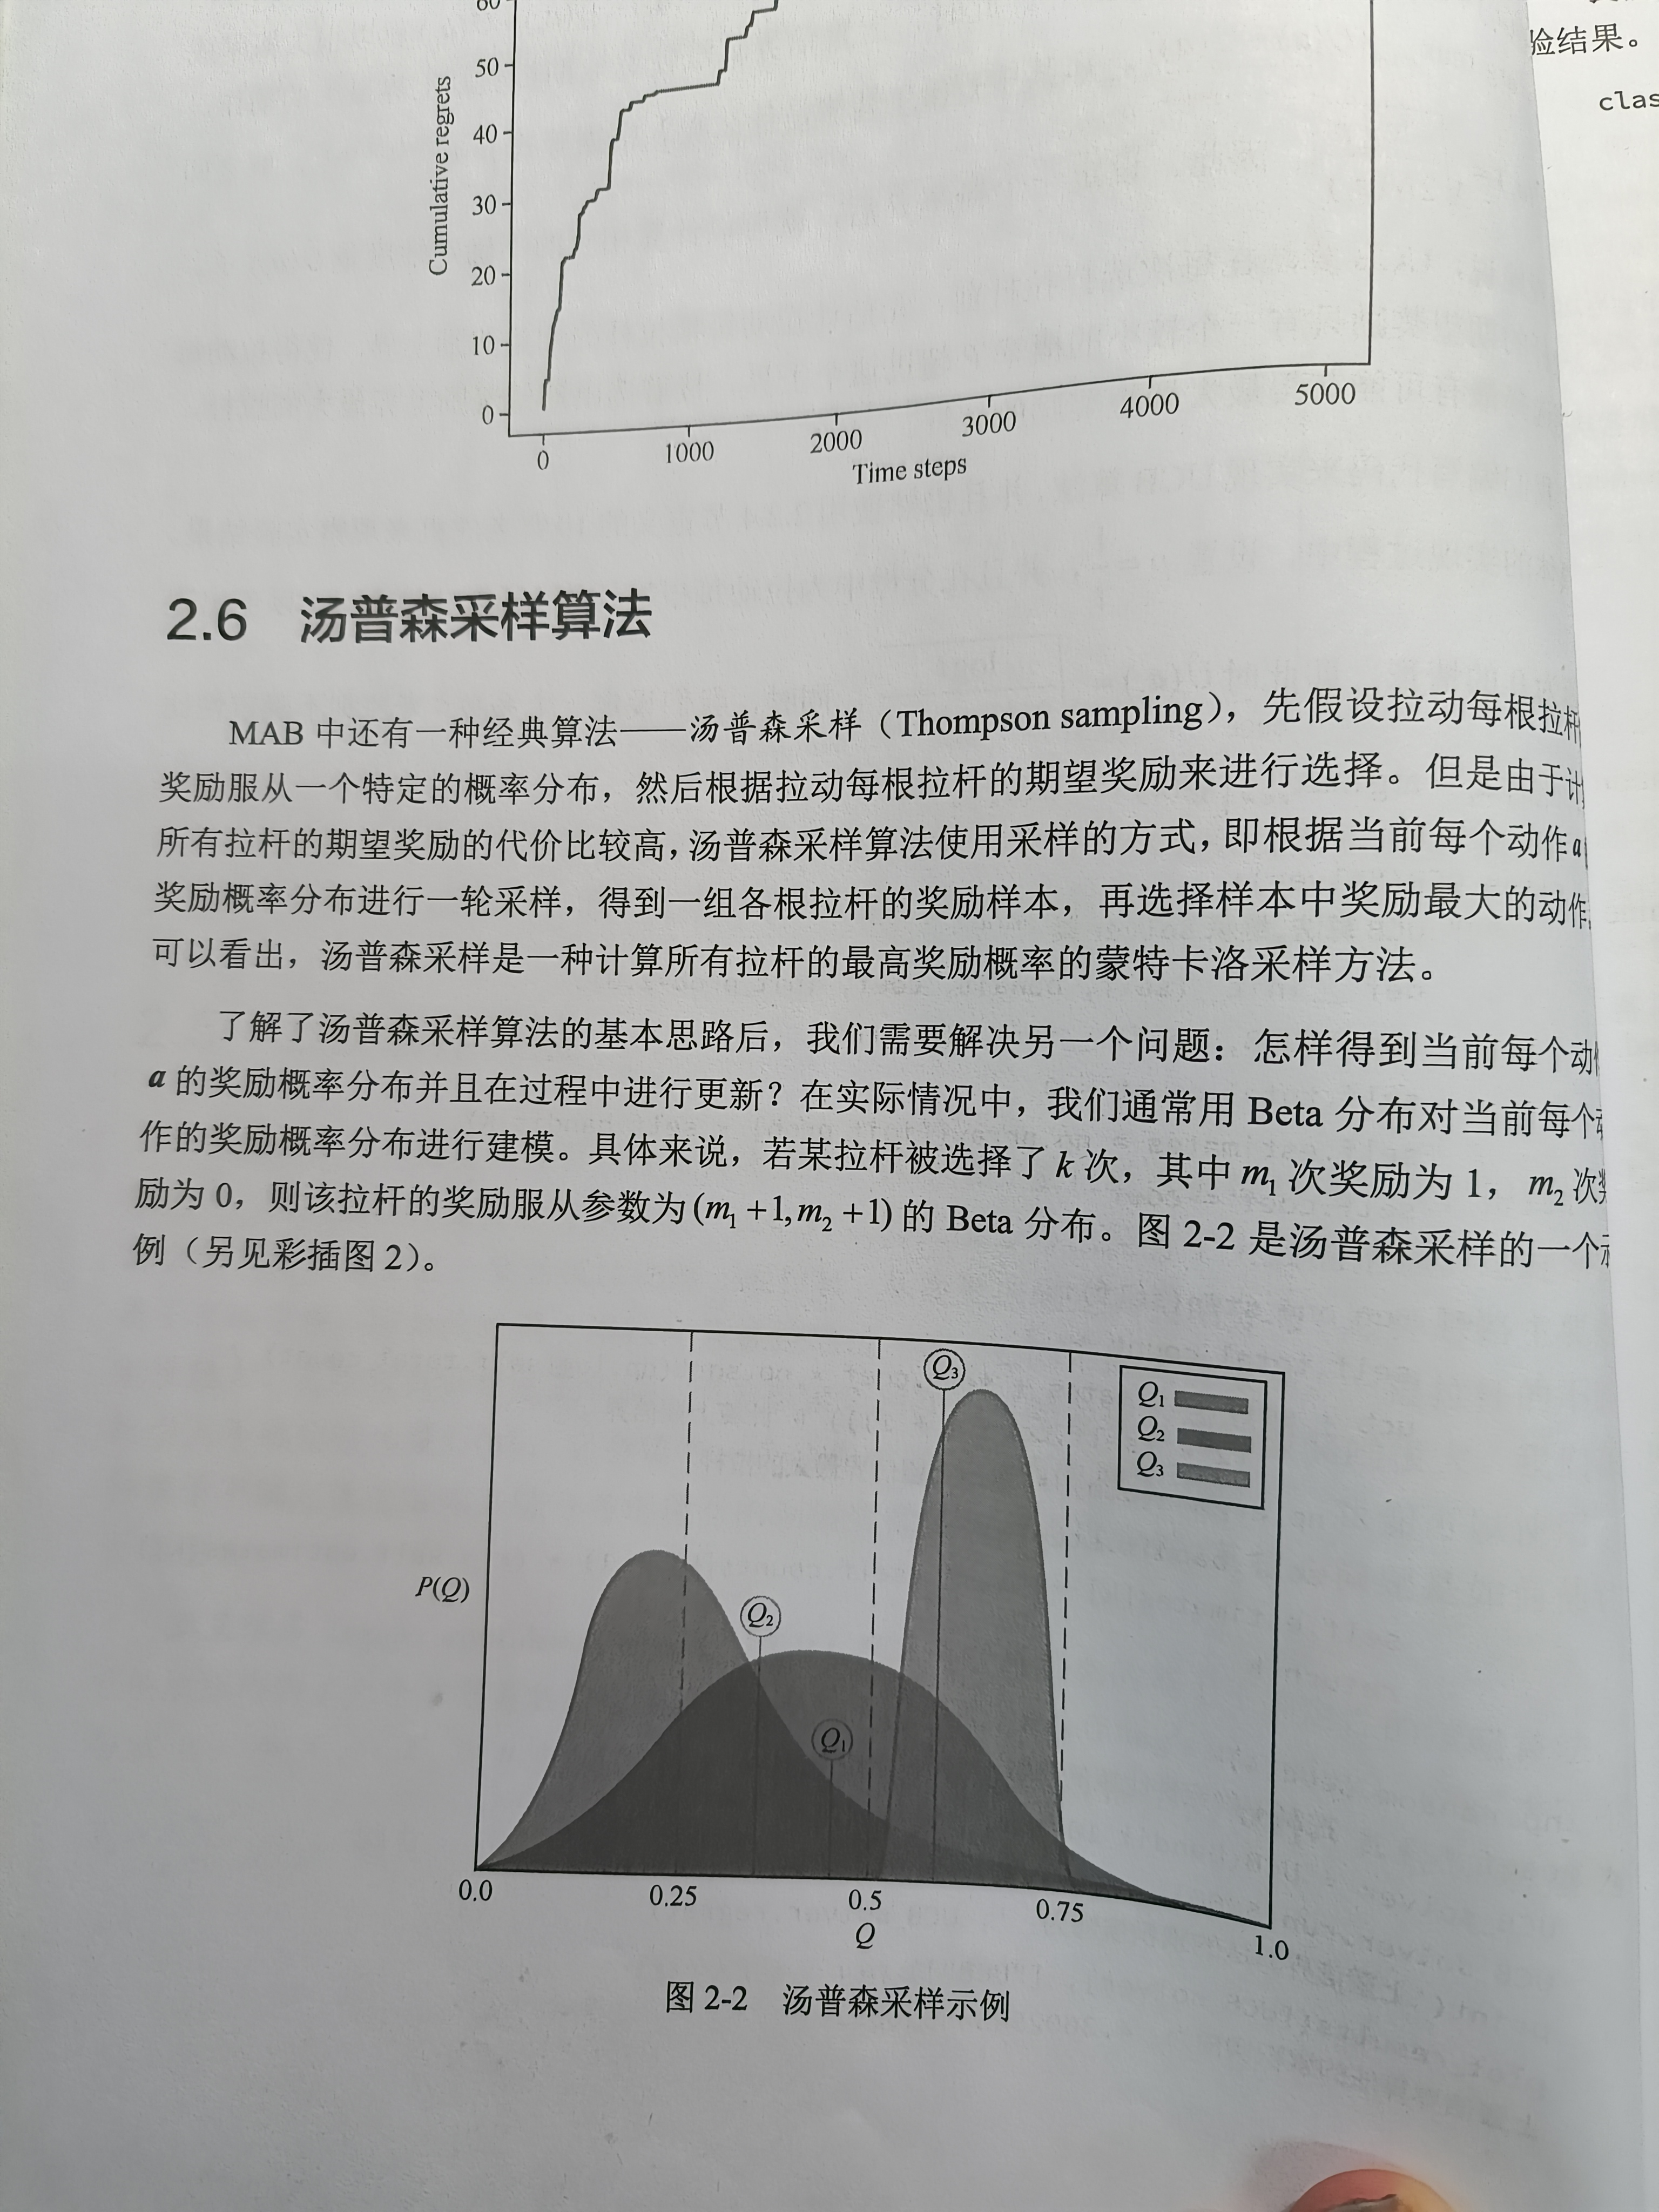 60
50
40
30
20
10
0
Cumulative regrets
0 1000 2000 3000 4000 5000
Time steps
验结果。
clas
2.6 汤普森采样算法
MAB 中还有一种经典算法——汤普森采样（Thompson sampling），先假设拉动每根拉杆
奖励服从一个特定的概率分布，然后根据拉动每根拉杆的期望奖励来进行选择。但是由于计
所有拉杆的期望奖励的代价比较高，汤普森采样算法使用采样的方式，即根据当前每个动作 a
奖励概率分布进行一轮采样，得到一组各根拉杆的奖励样本，再选择样本中奖励最大的动作
可以看出，汤普森采样是一种计算所有拉杆的最高奖励概率的蒙特卡洛采样方法。
了解了汤普森采样算法的基本思路后，我们需要解决另一个问题：怎样得到当前每个动
a 的奖励概率分布并且在过程中进行更新？在实际情况中，我们通常用 Beta 分布对当前每个
作的奖励概率分布进行建模。具体来说，若某拉杆被选择了 k 次，其中 m₁ 次奖励为 1，m₂ 次
励为 0，则该拉杆的奖励服从参数为 (m₁ +1, m₂ +1) 的 Beta 分布。图 2-2 是汤普森采样的一个
例（另见彩插图 2）。
Q₃
Q₁
Q₂
Q₃
P(Q)
Q₂
Q₁
0.0 0.25 0.5 0.75 1.0
Q
图 2-2 汤普森采样示例